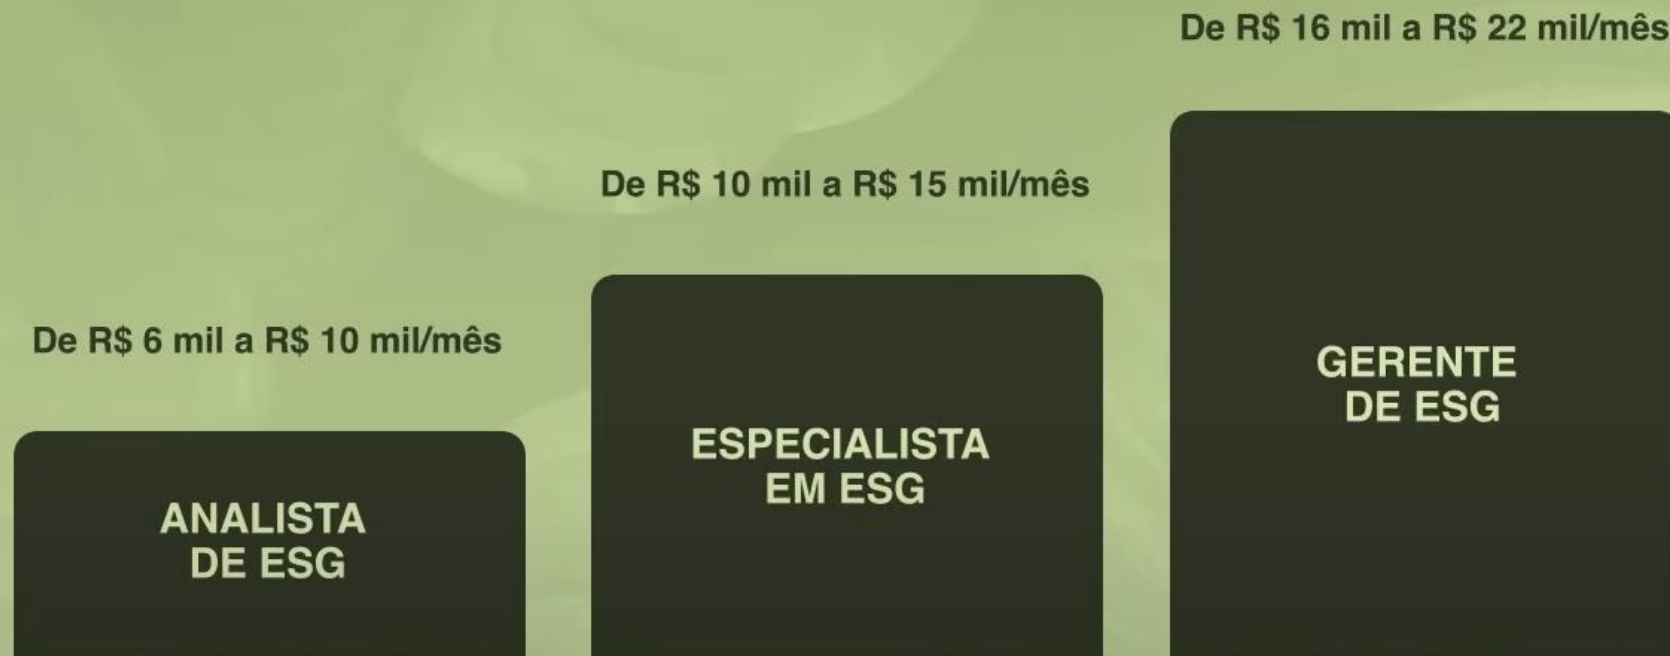 De R$ 6 mil a R$ 10 mil/mês
ANALISTA
DE ESG
De R$ 10 mil a R$ 15 mil/mês
ESPECIALISTA
EM ESG
De R$ 16 mil a R$ 22 mil/mês
GERENTE
DE ESG